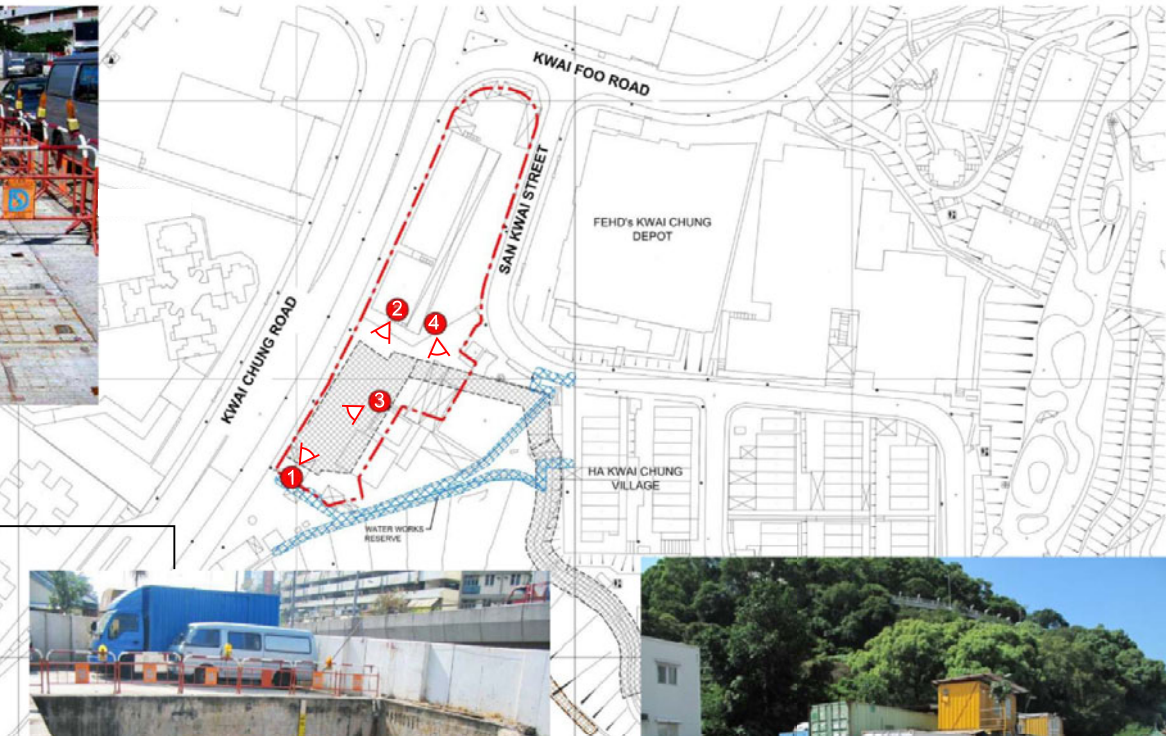 KWAI FOO ROAD
SAN KWAI STREET
FEHD's KWAI CHUNG
DEPOT
KWAI CHUNG ROAD
2
4
3
1
HA KWAI CHUNG
VILLAGE
WATER WORKS
RESERVE